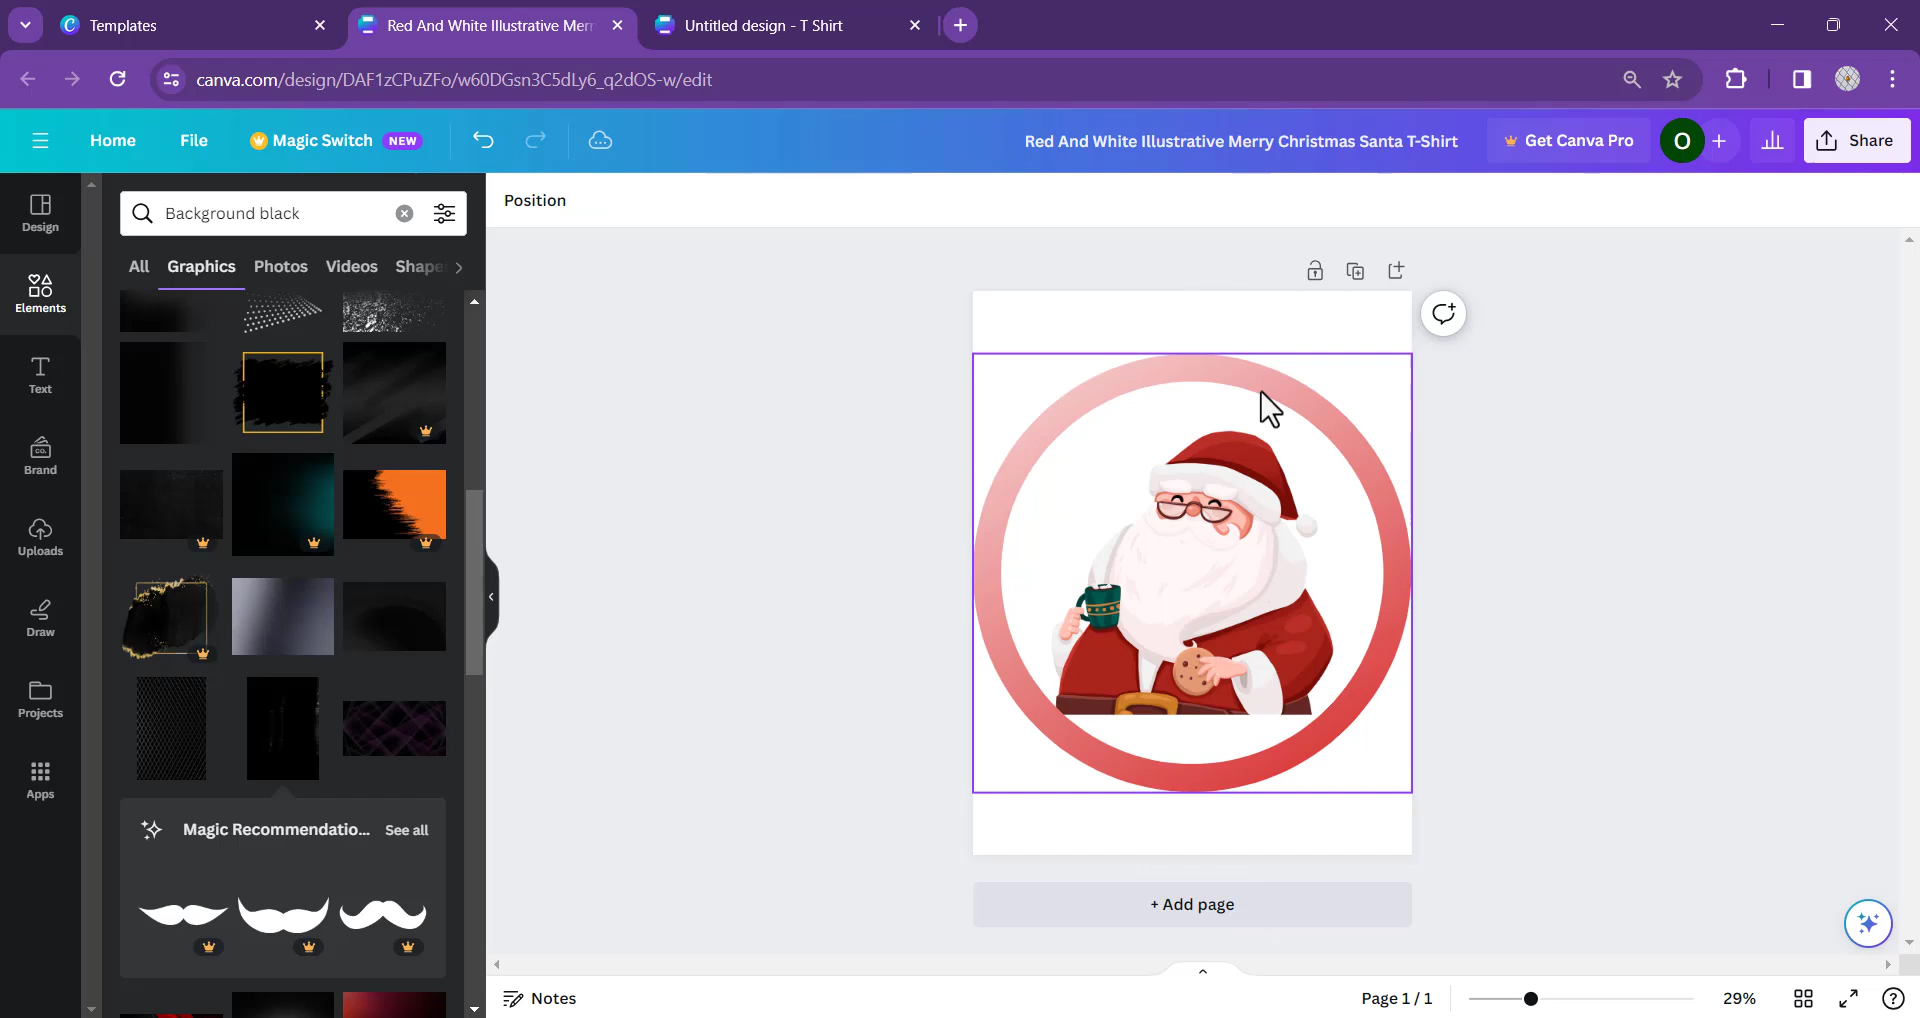 Templates
Red And White Illustrative Merr
Untitled design - T Shirt
canva.com/design/DAF1zCPuZFo/w60DGsn3C5dLy6_q2dOS-w/edit
Home
File
Magic Switch
NEW
Red And White Illustrative Merry Christmas Santa T-Shirt
Get Canva Pro
O
Share
Design
Elements
Text
CO.
Brand
Uploads
Draw
Projects
Apps
Background black
All
Graphics
Photos
Videos
Shape
Position
Magic Recommendatio...
See all
+ Add page
Notes
Page 1 / 1
29%